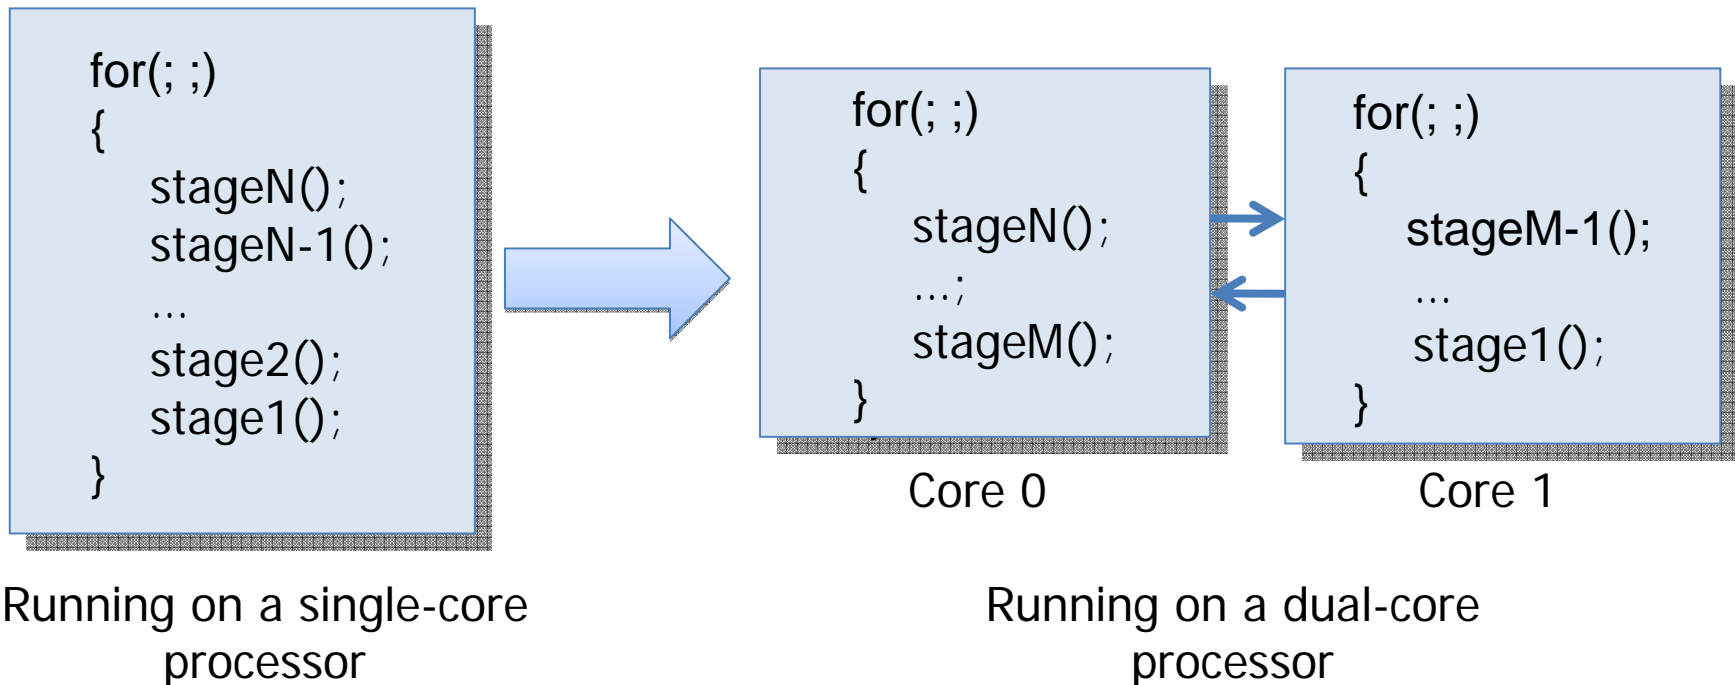 for(; ;)
{
stageN();
stageN-1();
...
stage2();
stage1();
}
Running on a single-core
processor
for(; ;)
{
stageN();
...;
stageM();
}
Core 0
for(; ;)
{
stageM-1();
...
stage1();
}
Core 1
Running on a dual-core
processor